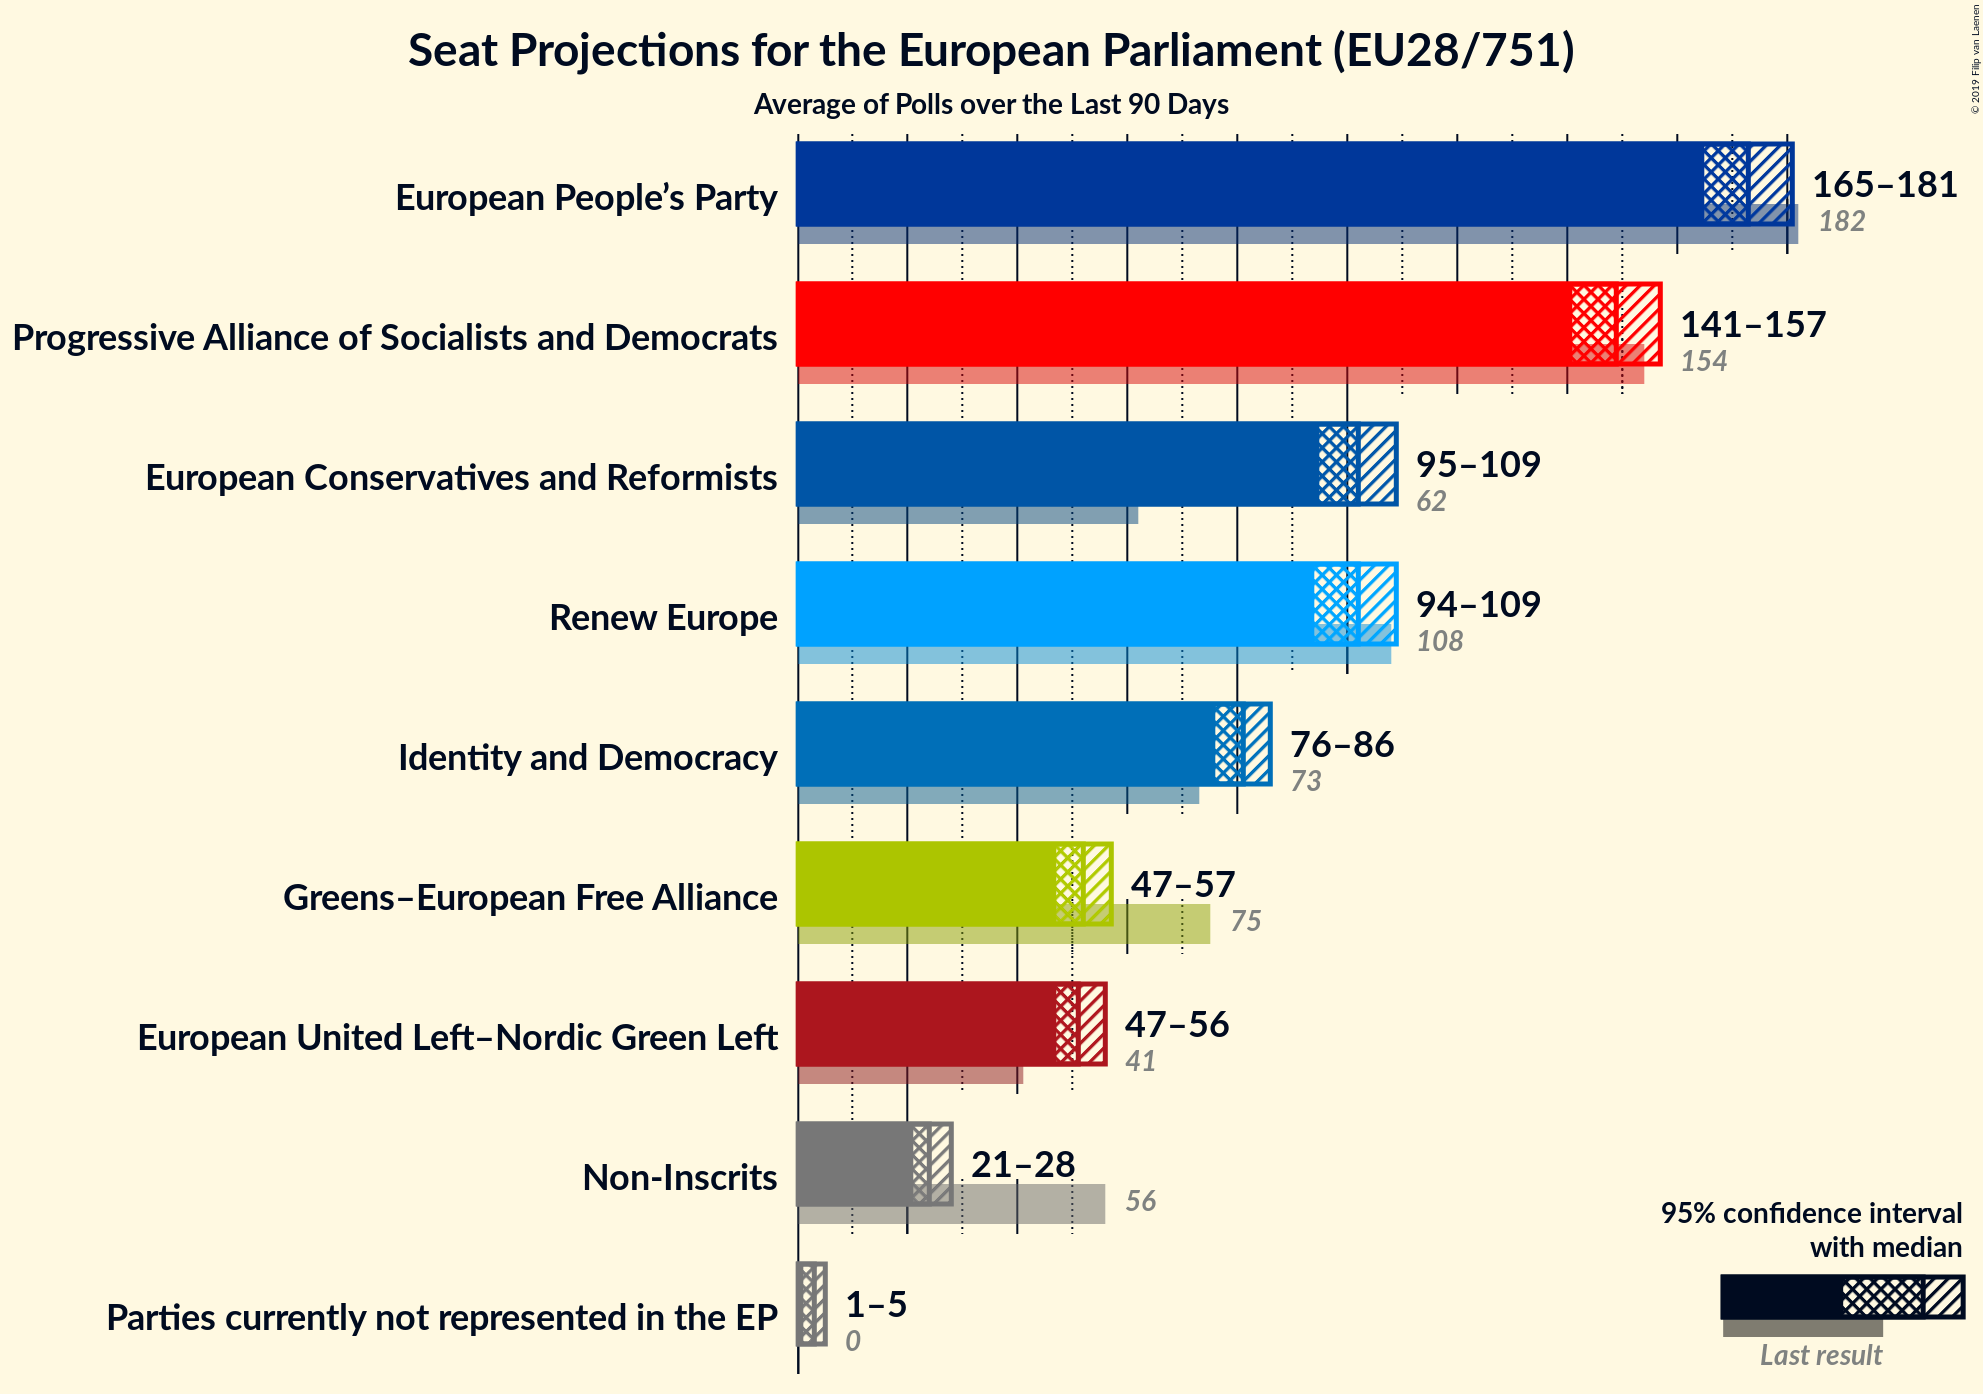 Seat Projections for the European Parliament (EU28/751)
Average of Polls over the Last 90 Days
© 2019 Filip van Laenen
European People’s Party
165–181
182
Progressive Alliance of Socialists and Democrats
141–157
154
European Conservatives and Reformists
95–109
62
Renew Europe
94–109
108
Identity and Democracy
76–86
73
Greens–European Free Alliance
47–57
75
European United Left–Nordic Green Left
47–56
41
Non-Inscrits
21–28
56
Parties currently not represented in the EP
1–5
0
95% confidence interval
with median
Last result